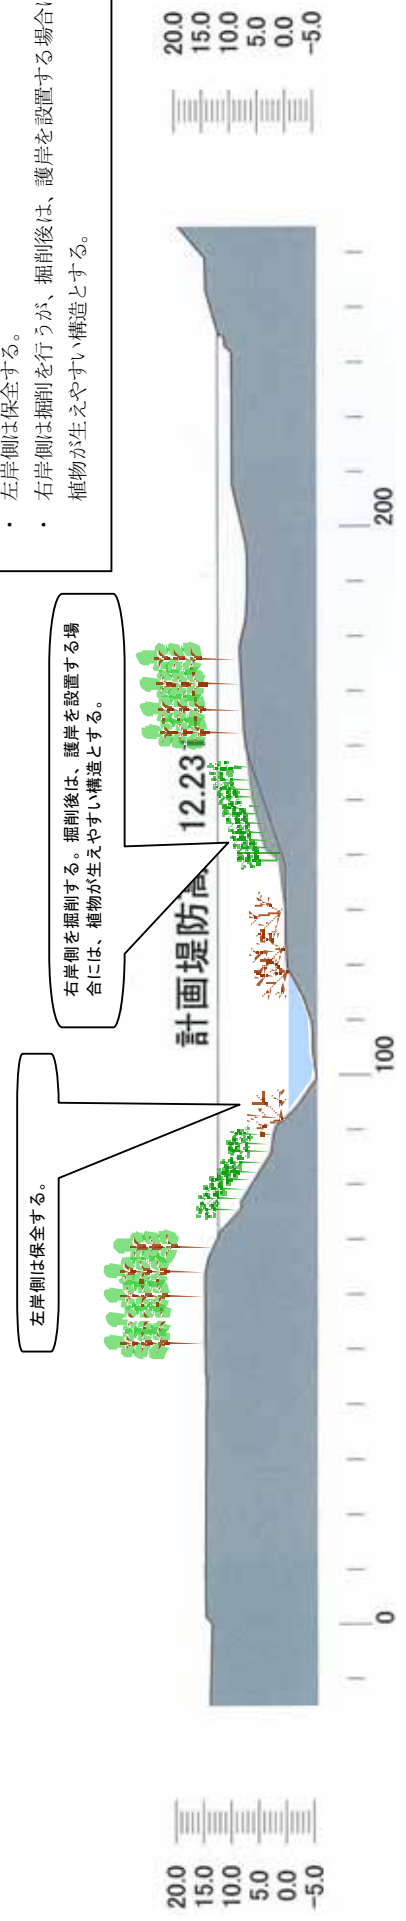 ・ 左岸側は保全する。
・ 右岸側は掘削を行うが、掘削後は、護岸を設置する場合に
植物が生えやすい構造とする。
右岸側を掘削する。掘削後は、護岸を設置する場
合には、植物が生えやすい構造とする。
左岸側は保全する。
計画堤防高 12.23
20.0
15.0
10.0
5.0
0.0
-5.0
20.0
15.0
10.0
5.0
0.0
-5.0
0
100
200